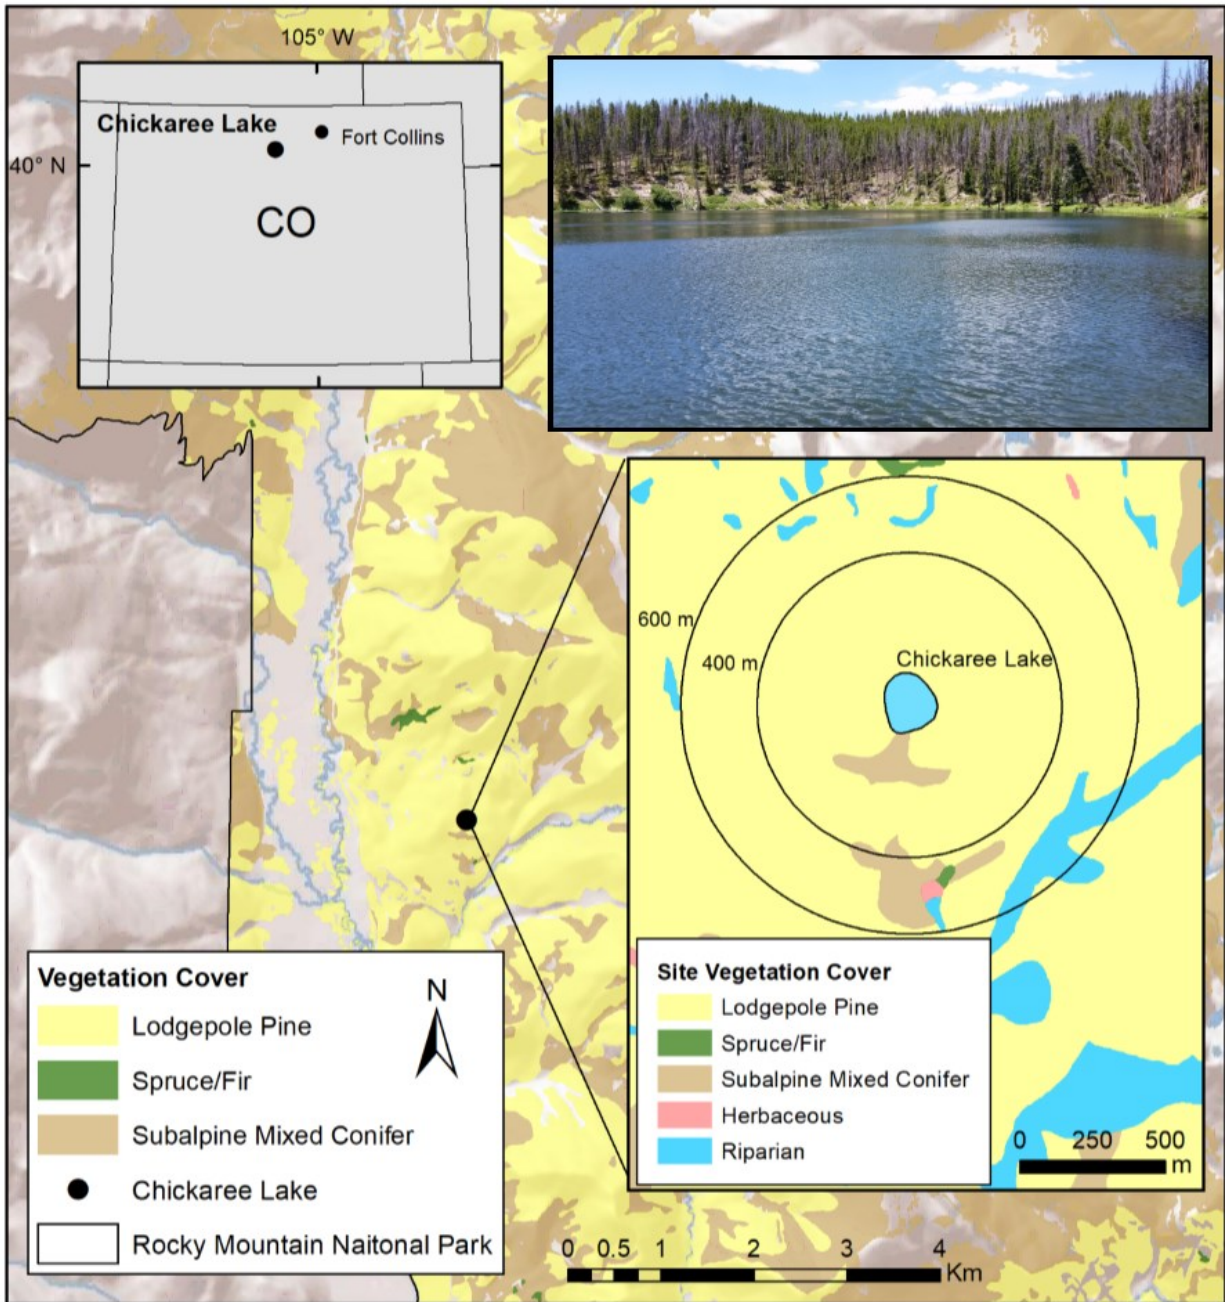 105° W
Chickaree Lake
Fort Collins
40° N
CO
600 m
400 m
Chickaree Lake
Vegetation Cover
Lodgepole Pine
Spruce/Fir
Subalpine Mixed Conifer
Chickaree Lake
Rocky Mountain Naitonal Park
N
Site Vegetation Cover
Lodgepole Pine
Spruce/Fir
Subalpine Mixed Conifer
Herbaceous
Riparian
0 250 500
m
0 0.5 1 2 3 4
Km